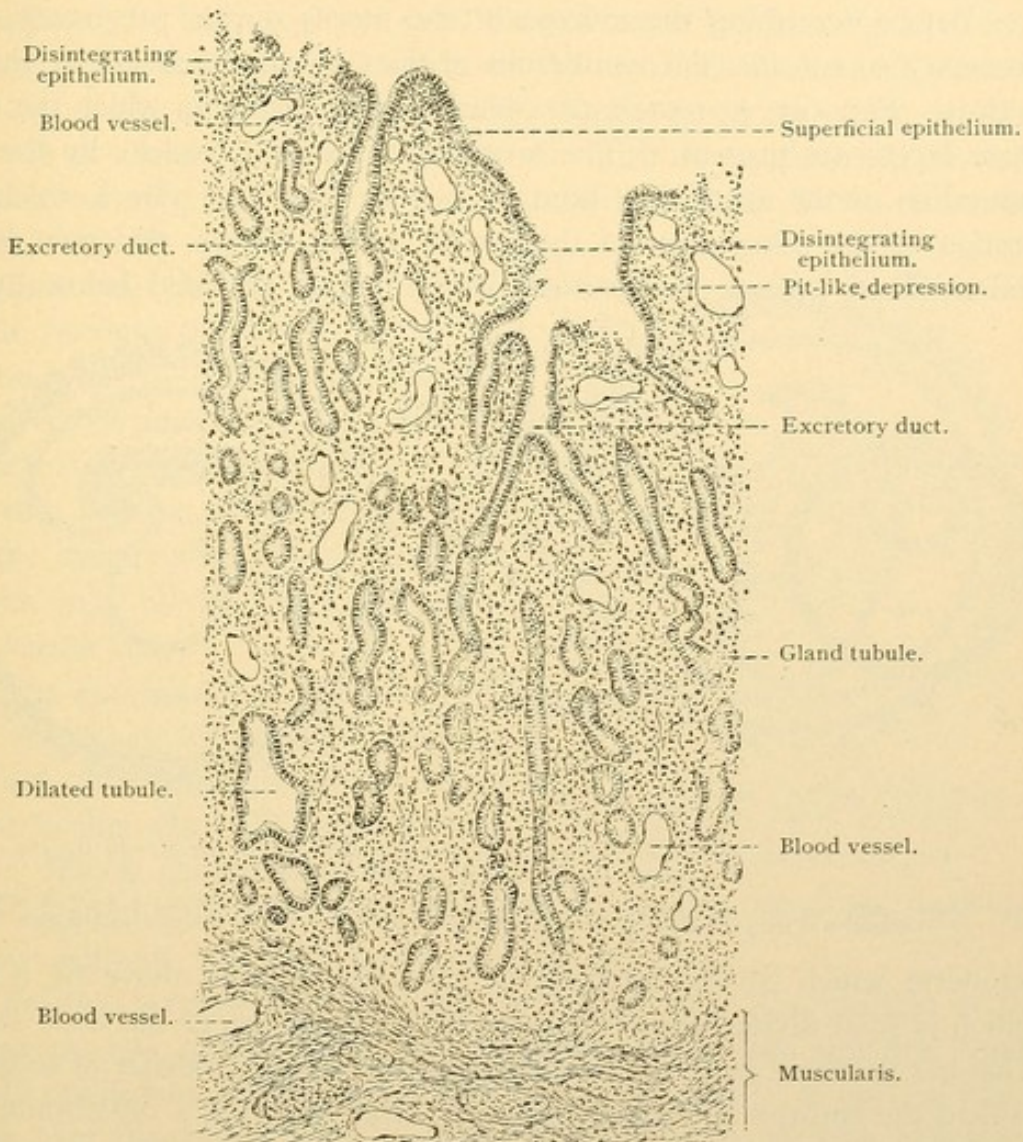 Disintegrating
epithelium.
Blood vessel.
Superficial epithelium.
Excretory duct.
Disintegrating
epithelium.
Pit-like depression.
Excretory duct.
Gland tubule.
Dilated tubule.
Blood vessel.
Blood vessel.
Muscularis.